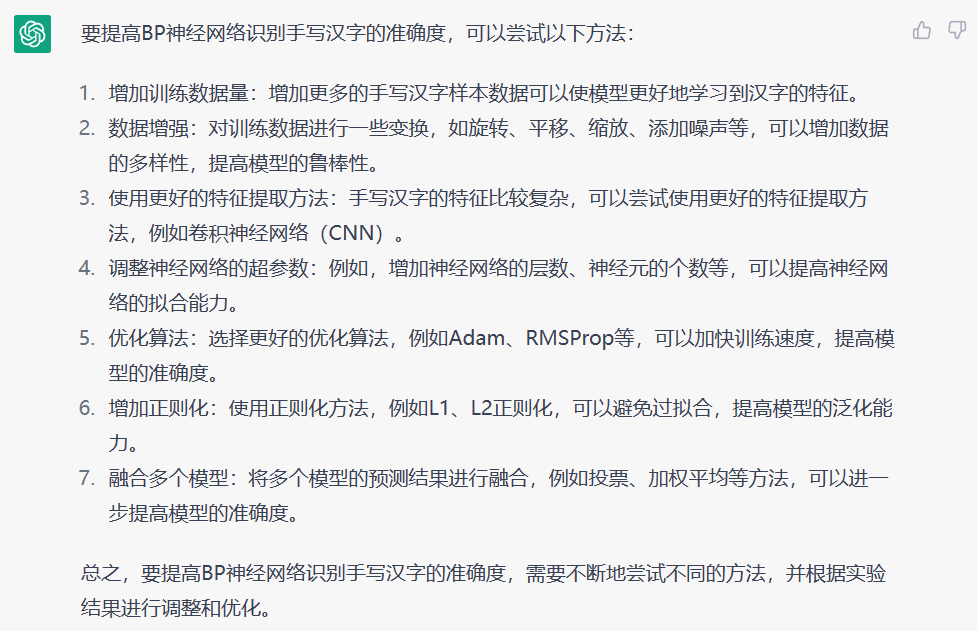 要提高BP神经网络识别手写汉字的准确度，可以尝试以下方法：
1. 增加训练数据量：增加更多的手写汉字样本数据可以使模型更好地学习到汉字的特征。
2. 数据增强：对训练数据进行一些变换，如旋转、平移、缩放、添加噪声等，可以增加数据
的多样性，提高模型的鲁棒性。
3. 使用更好的特征提取方法：手写汉字的特征比较复杂，可以尝试使用更好的特征提取方
法，例如卷积神经网络（CNN）。
4. 调整神经网络的超参数：例如，增加神经网络的层数、神经元的个数等，可以提高神经网
络的拟合能力。
5. 优化算法：选择更好的优化算法，例如Adam、RMSProp等，可以加快训练速度，提高模
型的准确度。
6. 增加正则化：使用正则化方法，例如L1、L2正则化，可以避免过拟合，提高模型的泛化能
力。
7. 融合多个模型：将多个模型的预测结果进行融合，例如投票、加权平均等方法，可以进一
步提高模型的准确度。
总之，要提高BP神经网络识别手写汉字的准确度，需要不断地尝试不同的方法，并根据实验
结果进行调整和优化。